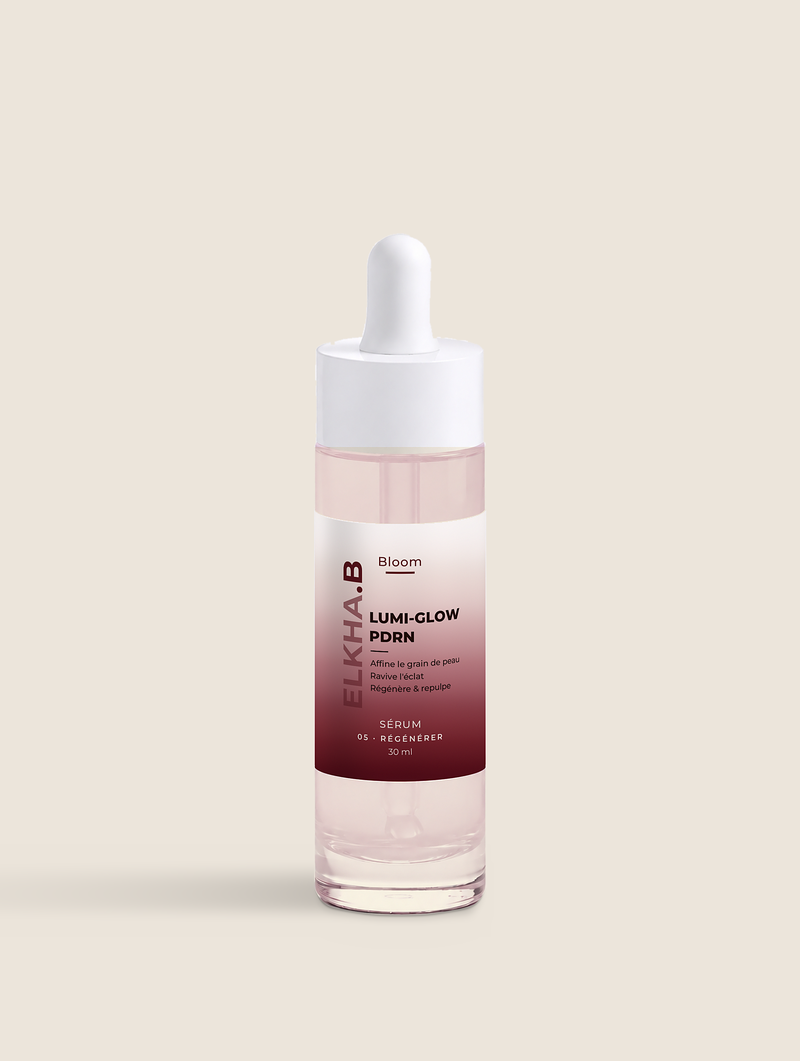 Bloom
ELKHA.B
LUMI-GLOW
PDRN
Affine le grain de peau
Ravive l'éclat
Régénère & repulpe
SÉRUM
05 · RÉGÉNÉRER
30 ml